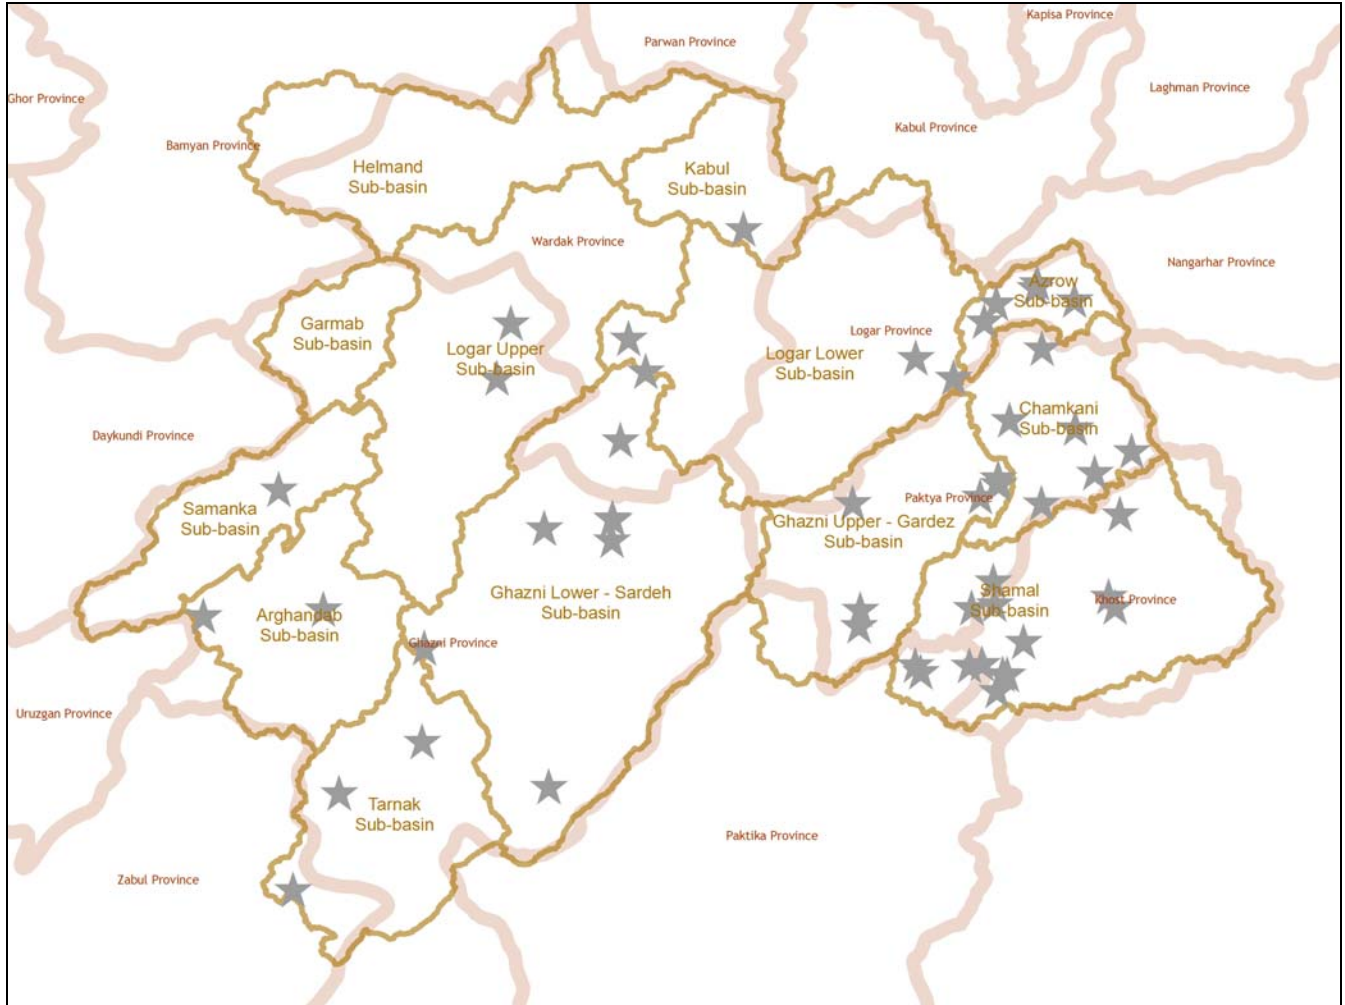 Kapisa Province
Parwan Province
Ghor Province
Laghman Province
Kabul Province
Bamyan Province
Helmand
Sub-basin
Kabul
Sub-basin
Wardak Province
Nangarhar Province
Azrow
Sub-basin
Garmab
Sub-basin
Logar Province
Logar Upper
Sub-basin
Logar Lower
Sub-basin
Chamkani
Sub-basin
Daykundi Province
Samanka
Sub-basin
Paktya Province
Ghazni Upper - Gardez
Sub-basin
Ghazni Lower - Sardeh
Sub-basin
Shamal
Sub-basin
Khost Province
Arghandab
Sub-basin
Ghazni Province
Uruzgan Province
Tarnak
Sub-basin
Paktika Province
Zabul Province